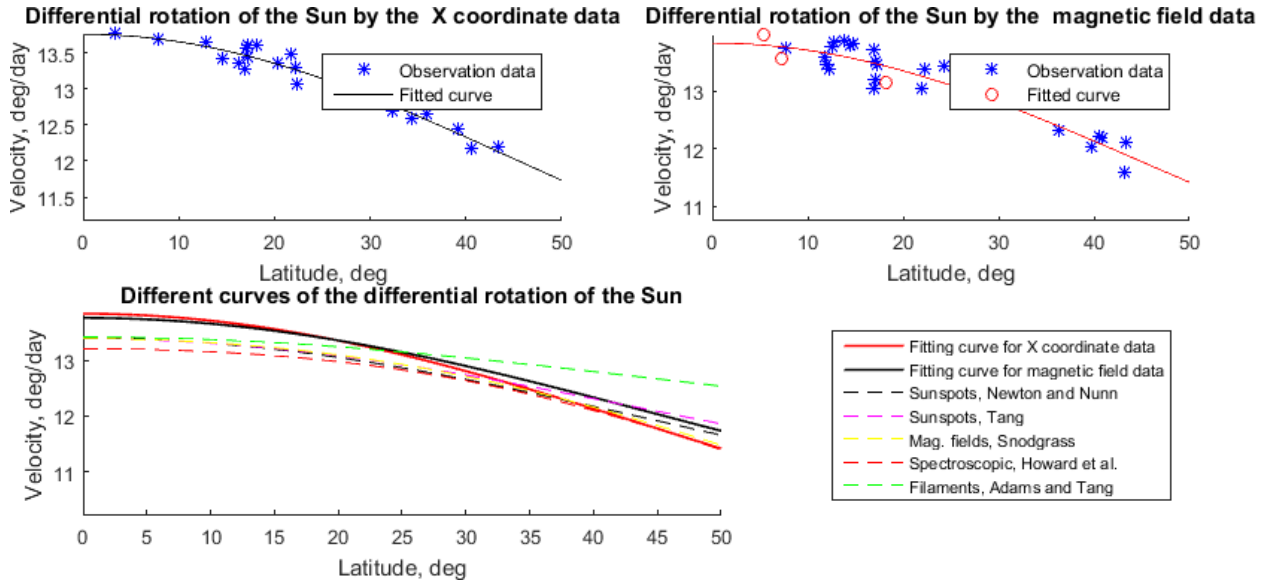 Differential rotation of the Sun by the  X coordinate data
Velocity, deg/day
13.5
13
12.5
12
11.5
Observation data
Fitted curve
0 10 20 30 40 50
Latitude, deg
Differential rotation of the Sun by the  magnetic field data
Velocity, deg/day
13
12
11
Observation data
Fitted curve
0 10 20 30 40 50
Latitude, deg
Different curves of the differential rotation of the Sun
Velocity, deg/day
13
12
11
0 5 10 15 20 25 30 35 40 45 50
Latitude, deg
Fitting curve for X coordinate data
Fitting curve for magnetic field data
Sunspots, Newton and Nunn
Sunspots, Tang
Mag. fields, Snodgrass
Spectroscopic, Howard et al.
Filaments, Adams and Tang